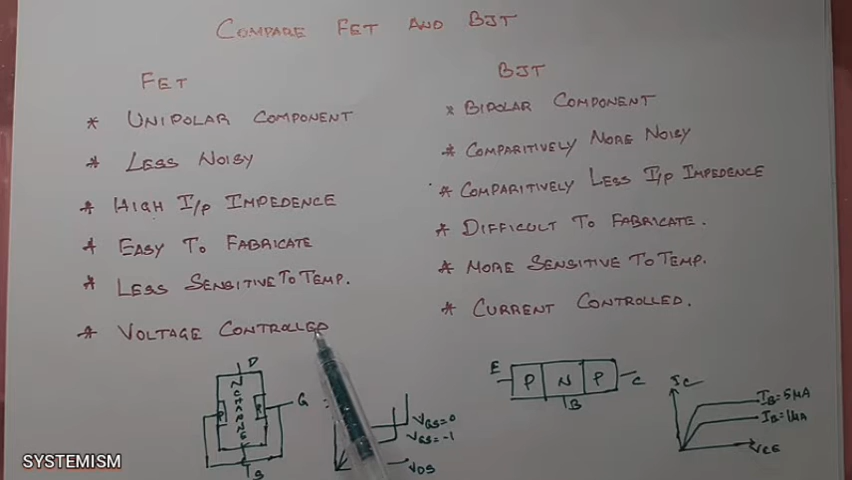 COMPARE FET AND BJT
FET
* UNIPOLAR COMPONENT
* LESS NOISY
* HIGH I/P IMPEDENCE
* EASY TO FABRICATE
* LESS SENSITIVE TO TEMP.
* VOLTAGE CONTROLLED
BJT
* BIPOLAR COMPONENT
* COMPARITIVELY MORE NOISY
* COMPARITIVELY LESS I/P IMPEDENCE
* DIFFICULT TO FABRICATE.
* MORE SENSITIVE TO TEMP.
* CURRENT CONTROLLED.
D
G
S
VGS=0
VGS=-1
VDS
E P N P C
B
IC
IB=5MA
IB=1MA
VCE
SYSTEMISM